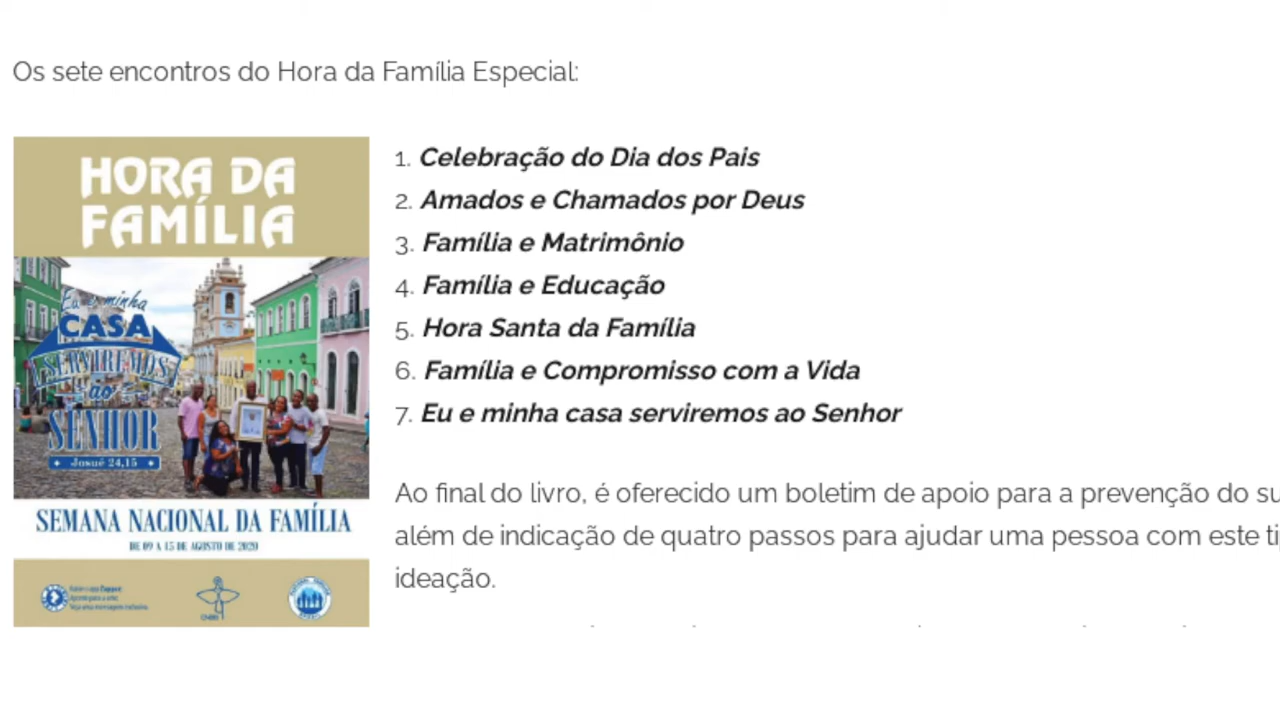 Os sete encontros do Hora da Família Especial:
HORA DA
FAMÍLIA
Eu e minha
CASA
SERVIREMOS
ao
SENHOR
Josué 24,15
SEMANA NACIONAL DA FAMÍLIA
DE 09 A 15 DE AGOSTO DE 2020
CNBB
1. Celebração do Dia dos Pais
2. Amados e Chamados por Deus
3. Família e Matrimônio
4. Família e Educação
5. Hora Santa da Família
6. Família e Compromisso com a Vida
7. Eu e minha casa serviremos ao Senhor
Ao final do livro, é oferecido um boletim de apoio para a prevenção do su
além de indicação de quatro passos para ajudar uma pessoa com este ti
ideação.